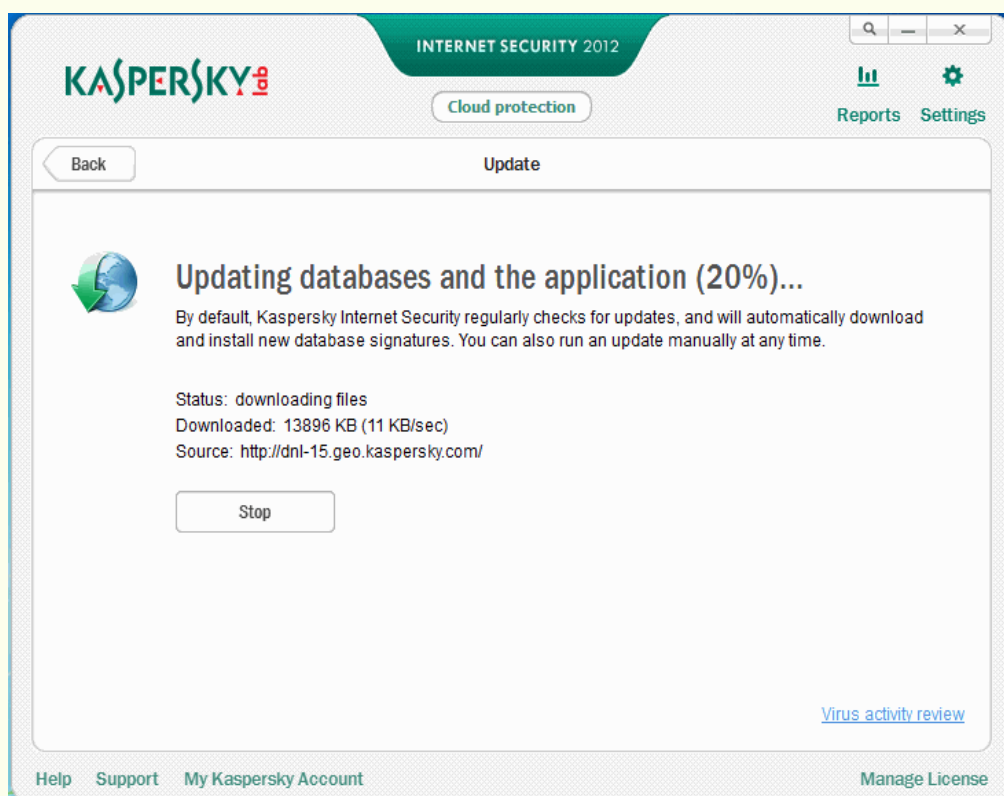 INTERNET SECURITY 2012
KASPERSKY lab
Cloud protection
Reports Settings
Back
Update
Updating databases and the application (20%)...
By default, Kaspersky Internet Security regularly checks for updates, and will automatically download
and install new database signatures. You can also run an update manually at any time.
Status: downloading files
Downloaded: 13896 KB (11 KB/sec)
Source: http://dnl-15.geo.kaspersky.com/
Stop
Virus activity review
Help Support My Kaspersky Account Manage License